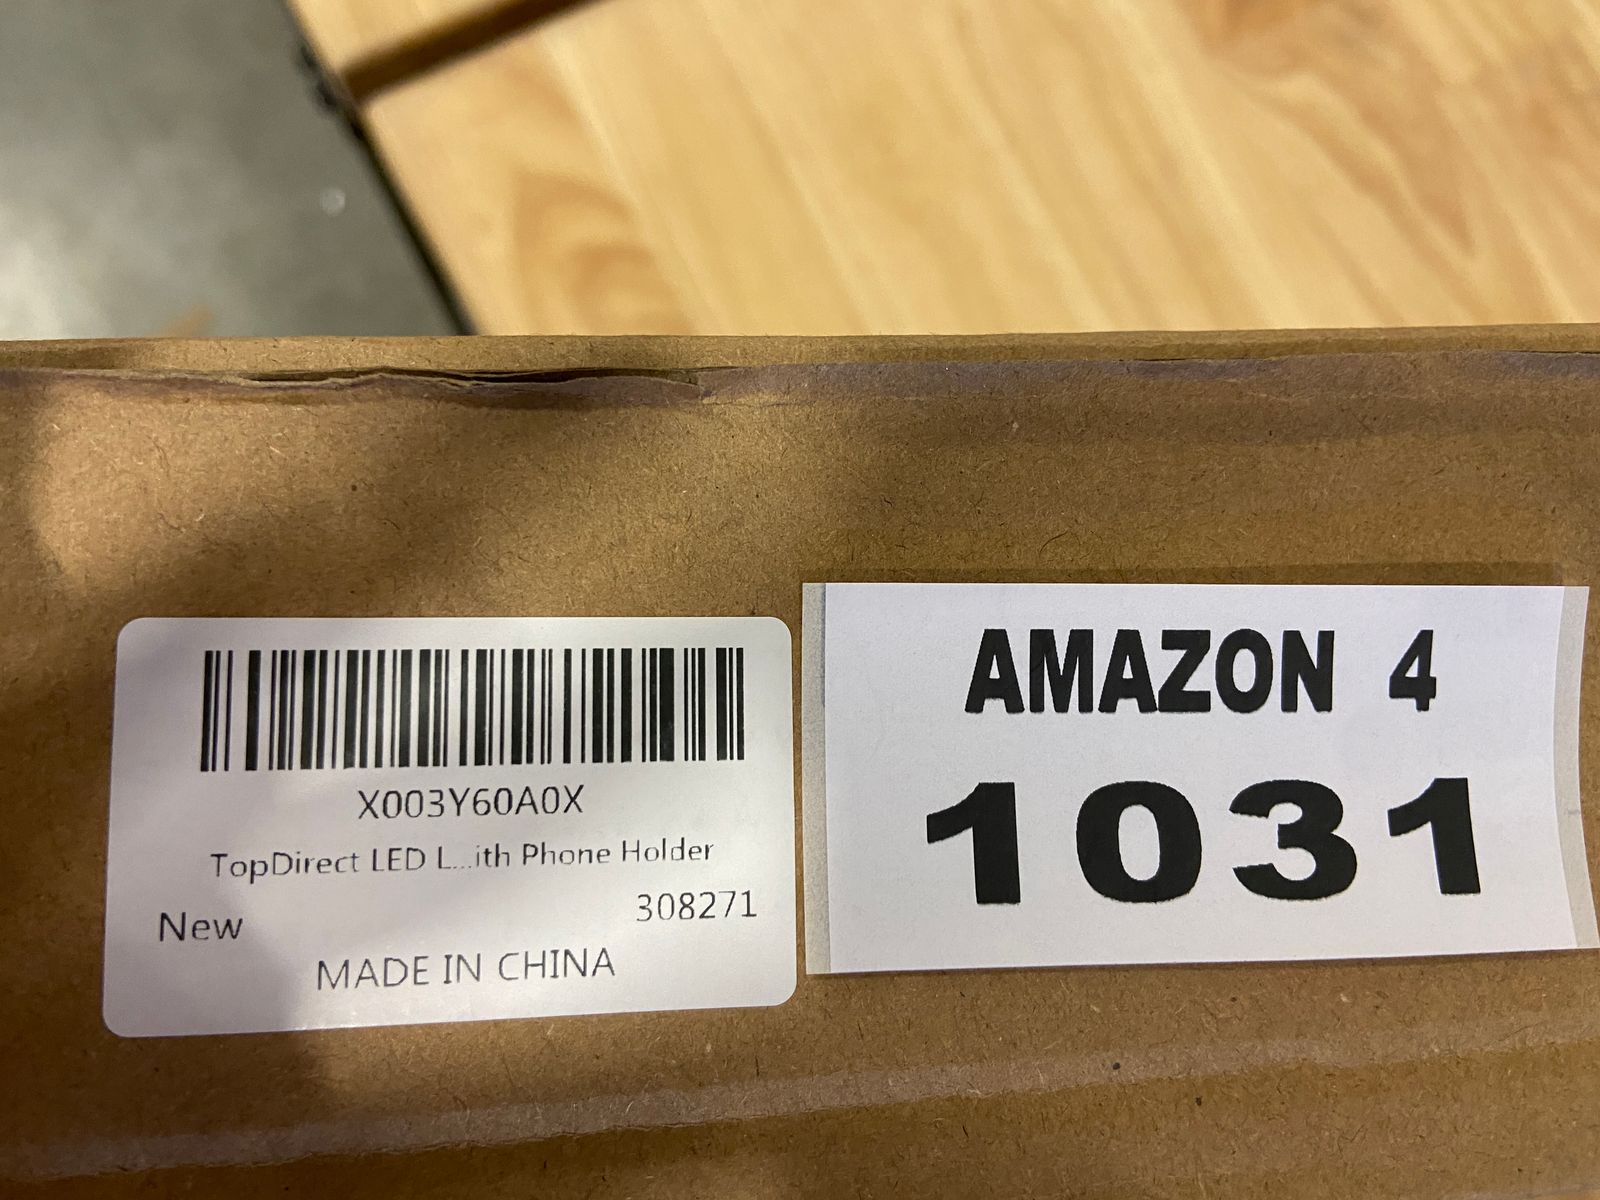 X003Y60A0X
TopDirect LED L...ith Phone Holder
New 308271
MADE IN CHINA
AMAZON 4
1031